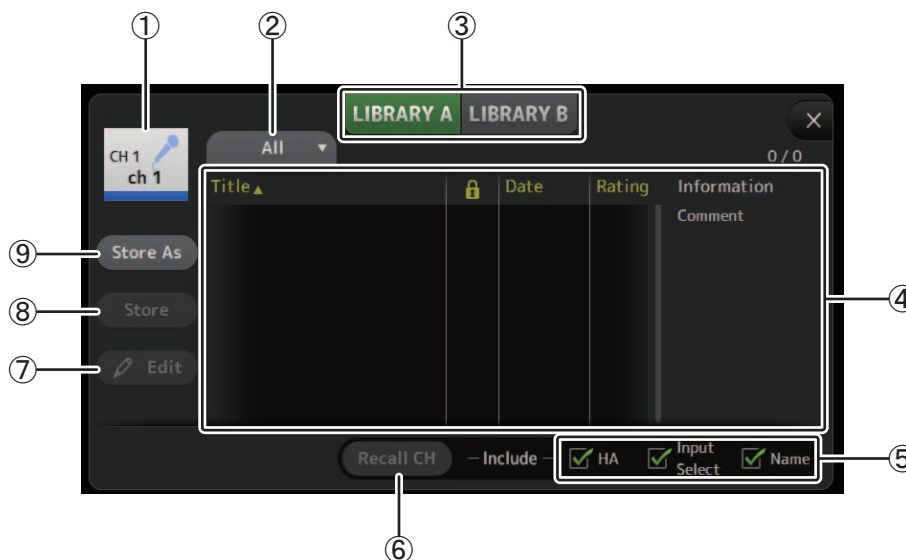 ① ② ③
LIBRARY A LIBRARY B
All
0/0
CH 1
ch 1
Title Date Rating Information
Comment
④
⑨ Store As
⑧ Store
⑦ Edit
Recall CH Include HA Input Select Name
⑤
⑥